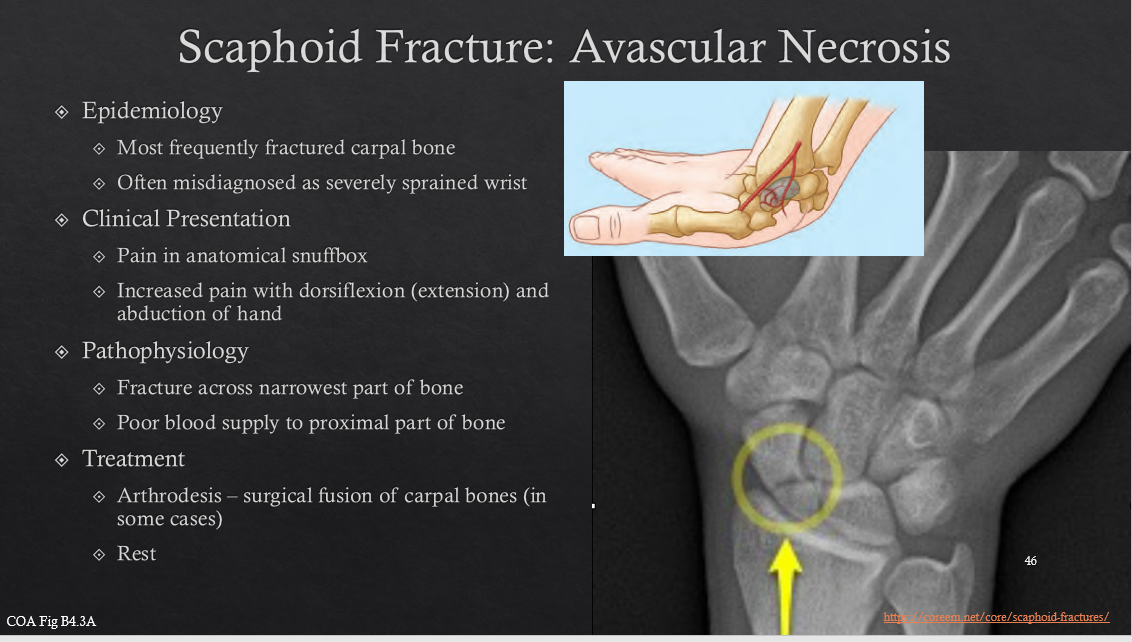 Scaphoid Fracture: Avascular Necrosis
Epidemiology
Most frequently fractured carpal bone
Often misdiagnosed as severely sprained wrist
Clinical Presentation
Pain in anatomical snuffbox
Increased pain with dorsiflexion (extension) and
abduction of hand
Pathophysiology
Fracture across narrowest part of bone
Poor blood supply to proximal part of bone
Treatment
Arthrodesis – surgical fusion of carpal bones (in
some cases)
Rest
46
https://coreem.net/core/scaphoid-fractures/
COA Fig B4.3A